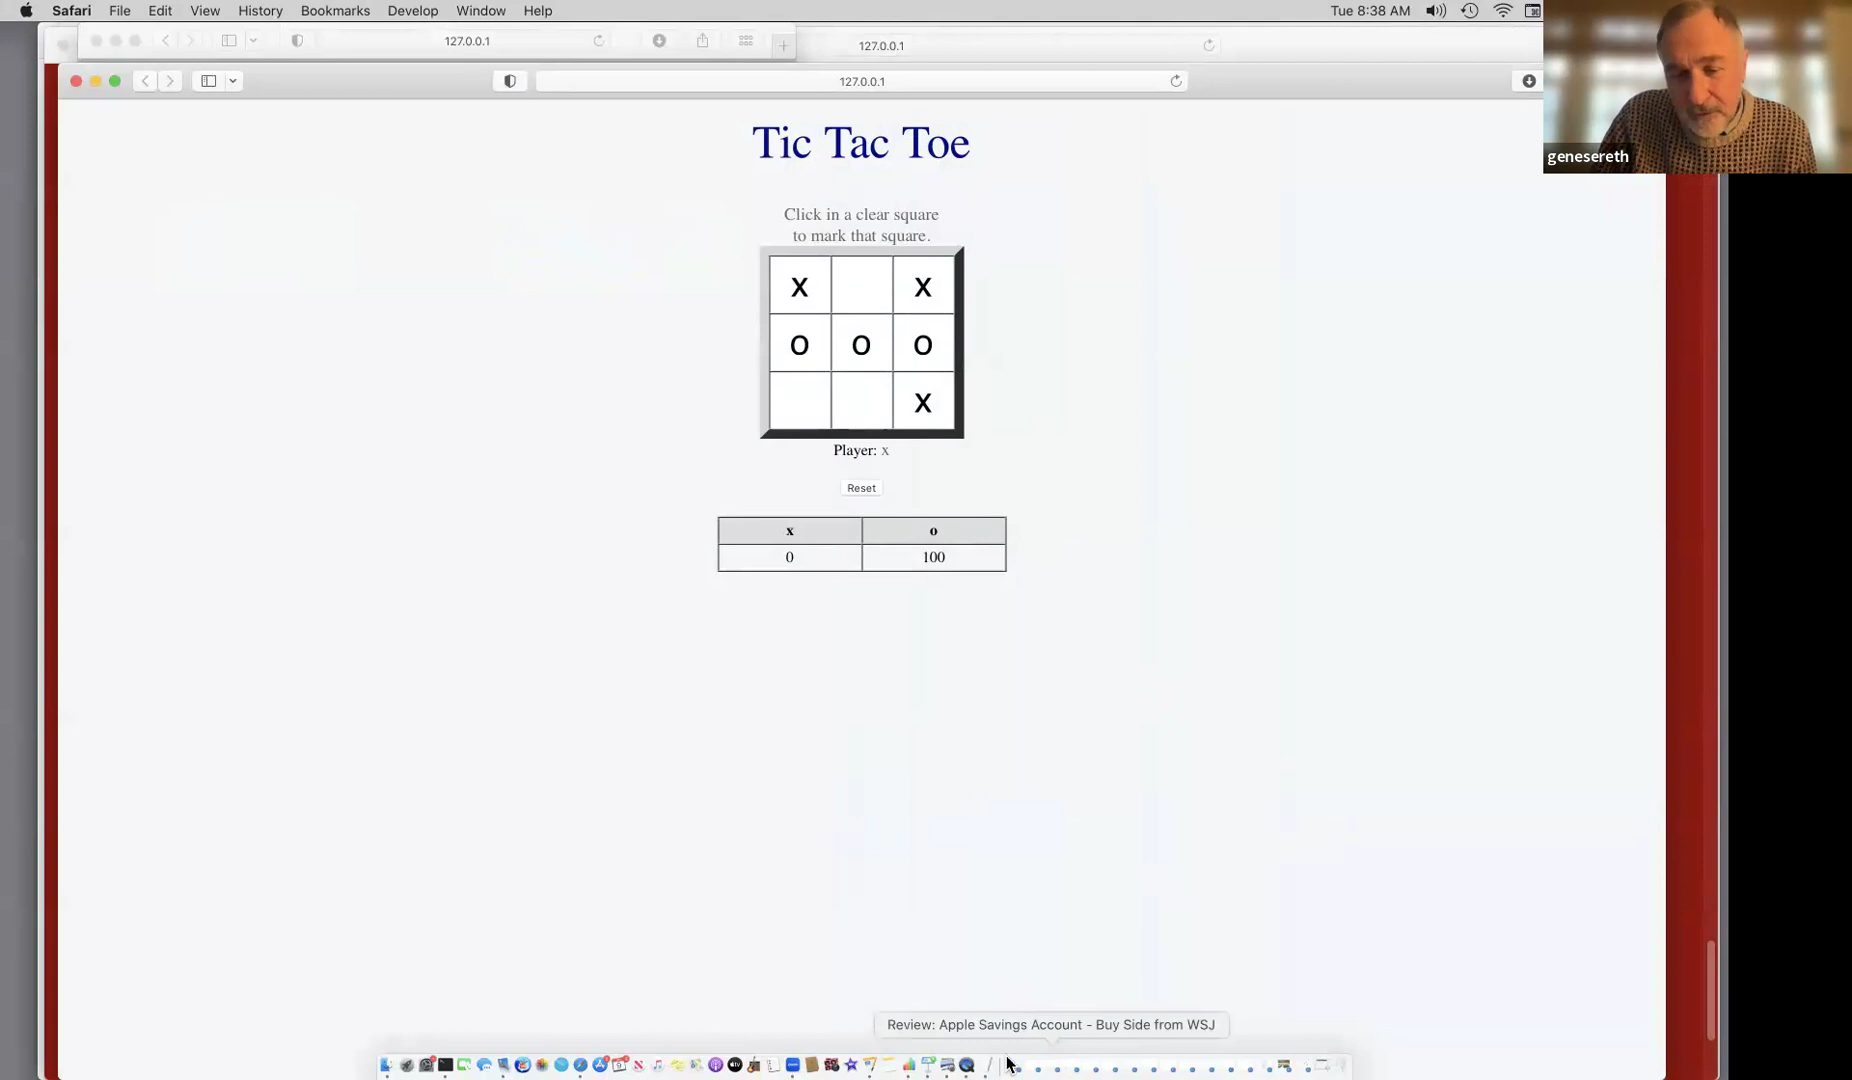 Safari File Edit View History Bookmarks Develop Window Help Tue 8:38 AM
127.0.0.1 127.0.0.1
127.0.0.1
genesereth
Tic Tac Toe
Click in a clear square
to mark that square.
X X
O O O
X
Player: x
Reset
x o
0 100
Review: Apple Savings Account - Buy Side from WSJ